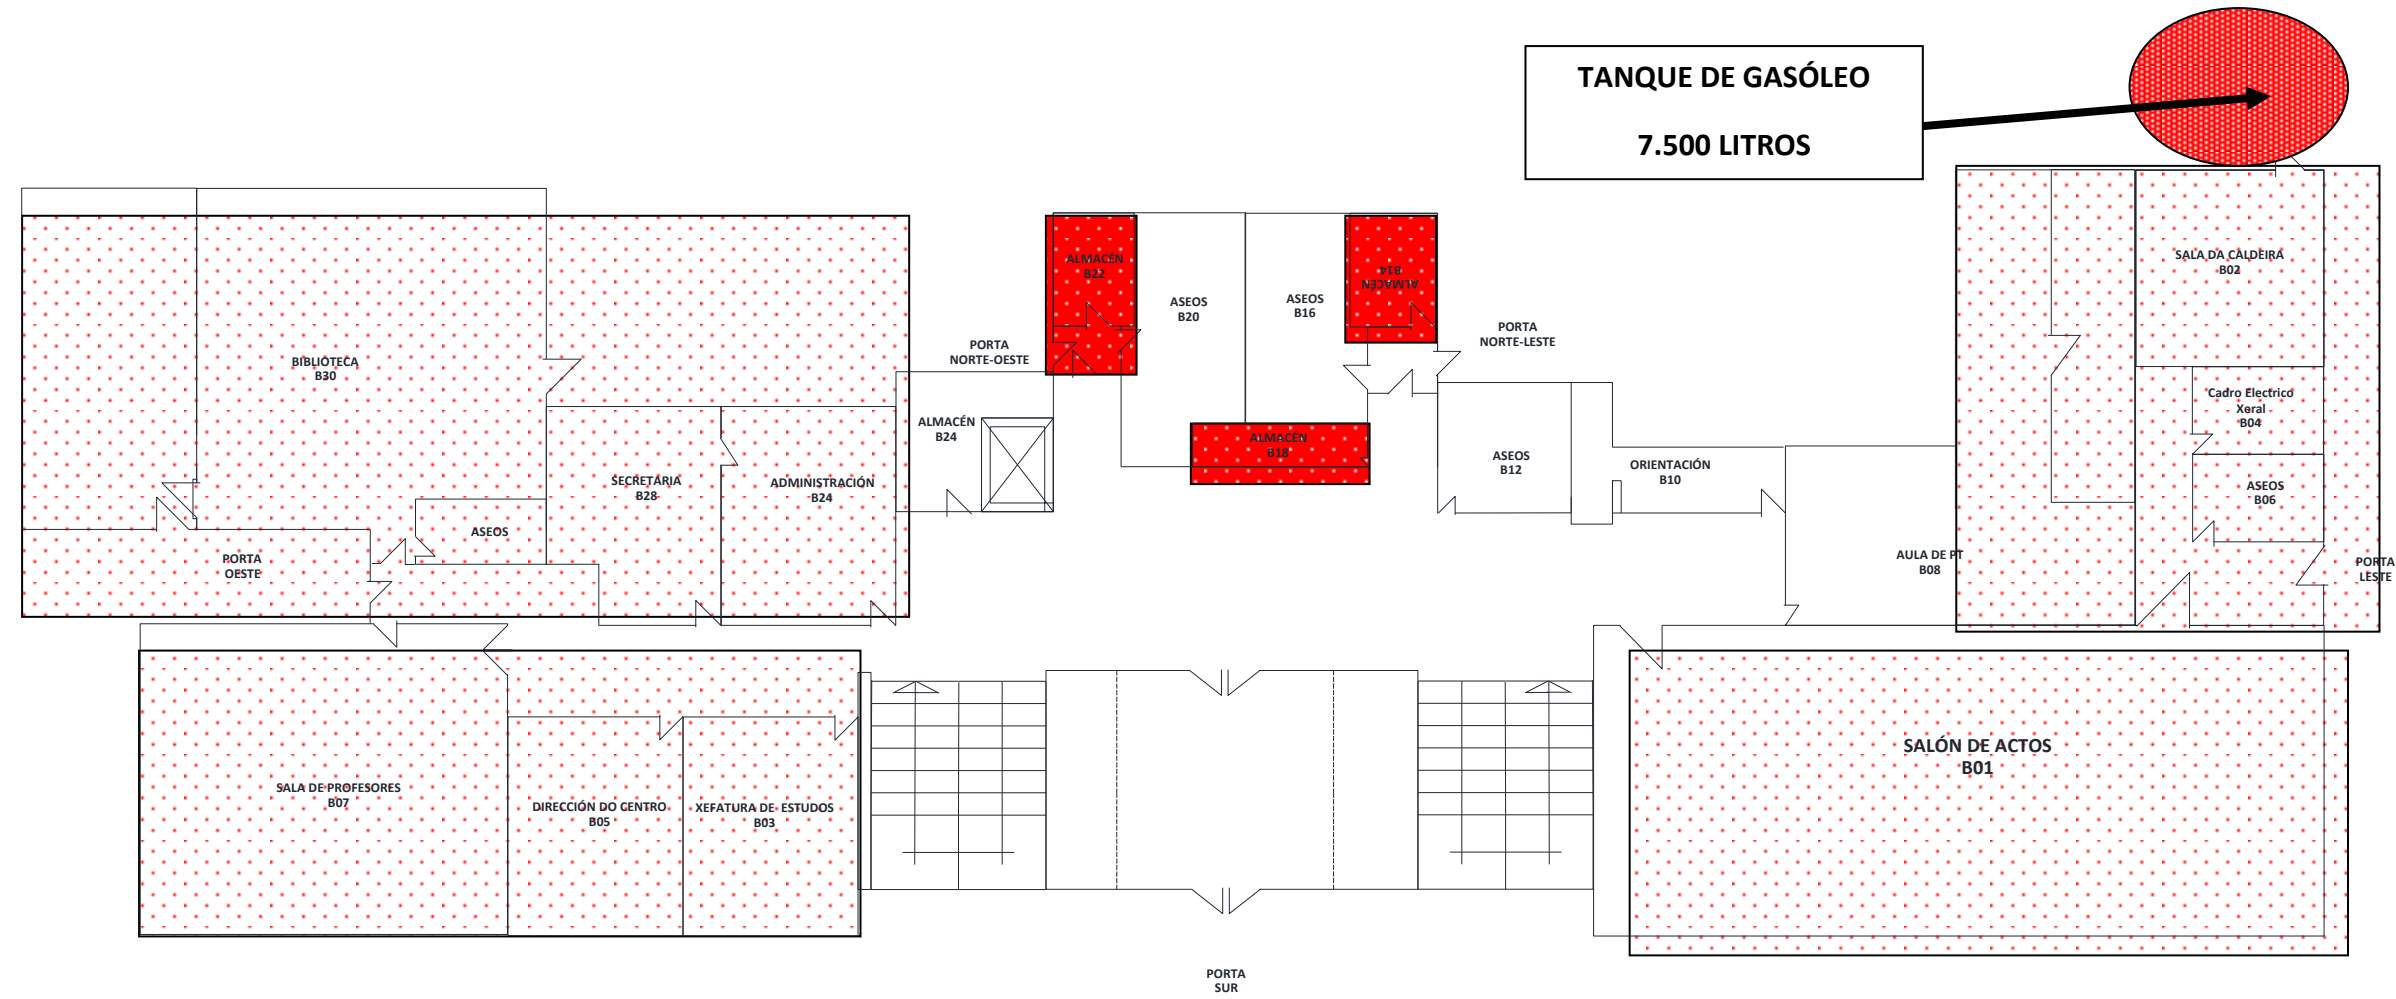 TANQUE DE GASÓLEO
7.500 LITROS
SALA DA CALDEIRA
B02
ALMACÉN
B22
ASEOS
B20
ASEOS
B16
ALMACÉN
B14
PORTA
NORTE-OESTE
PORTA
NORTE-LESTE
BIBLIOTECA
B30
Cadro Electrico
Xeral
B04
ALMACÉN
B24
ALMACÉN
B18
ASEOS
B12
ORIENTACIÓN
B10
SECRETARIA
B28
ADMINISTRACIÓN
B24
ASEOS
B06
ASEOS
PORTA
OESTE
AULA DE PT
B08
PORTA
LESTE
SALÓN DE ACTOS
B01
SALA DE PROFESORES
B07
DIRECCIÓN DO CENTRO
B05
XEFATURA DE ESTUDOS
B03
PORTA
SUR